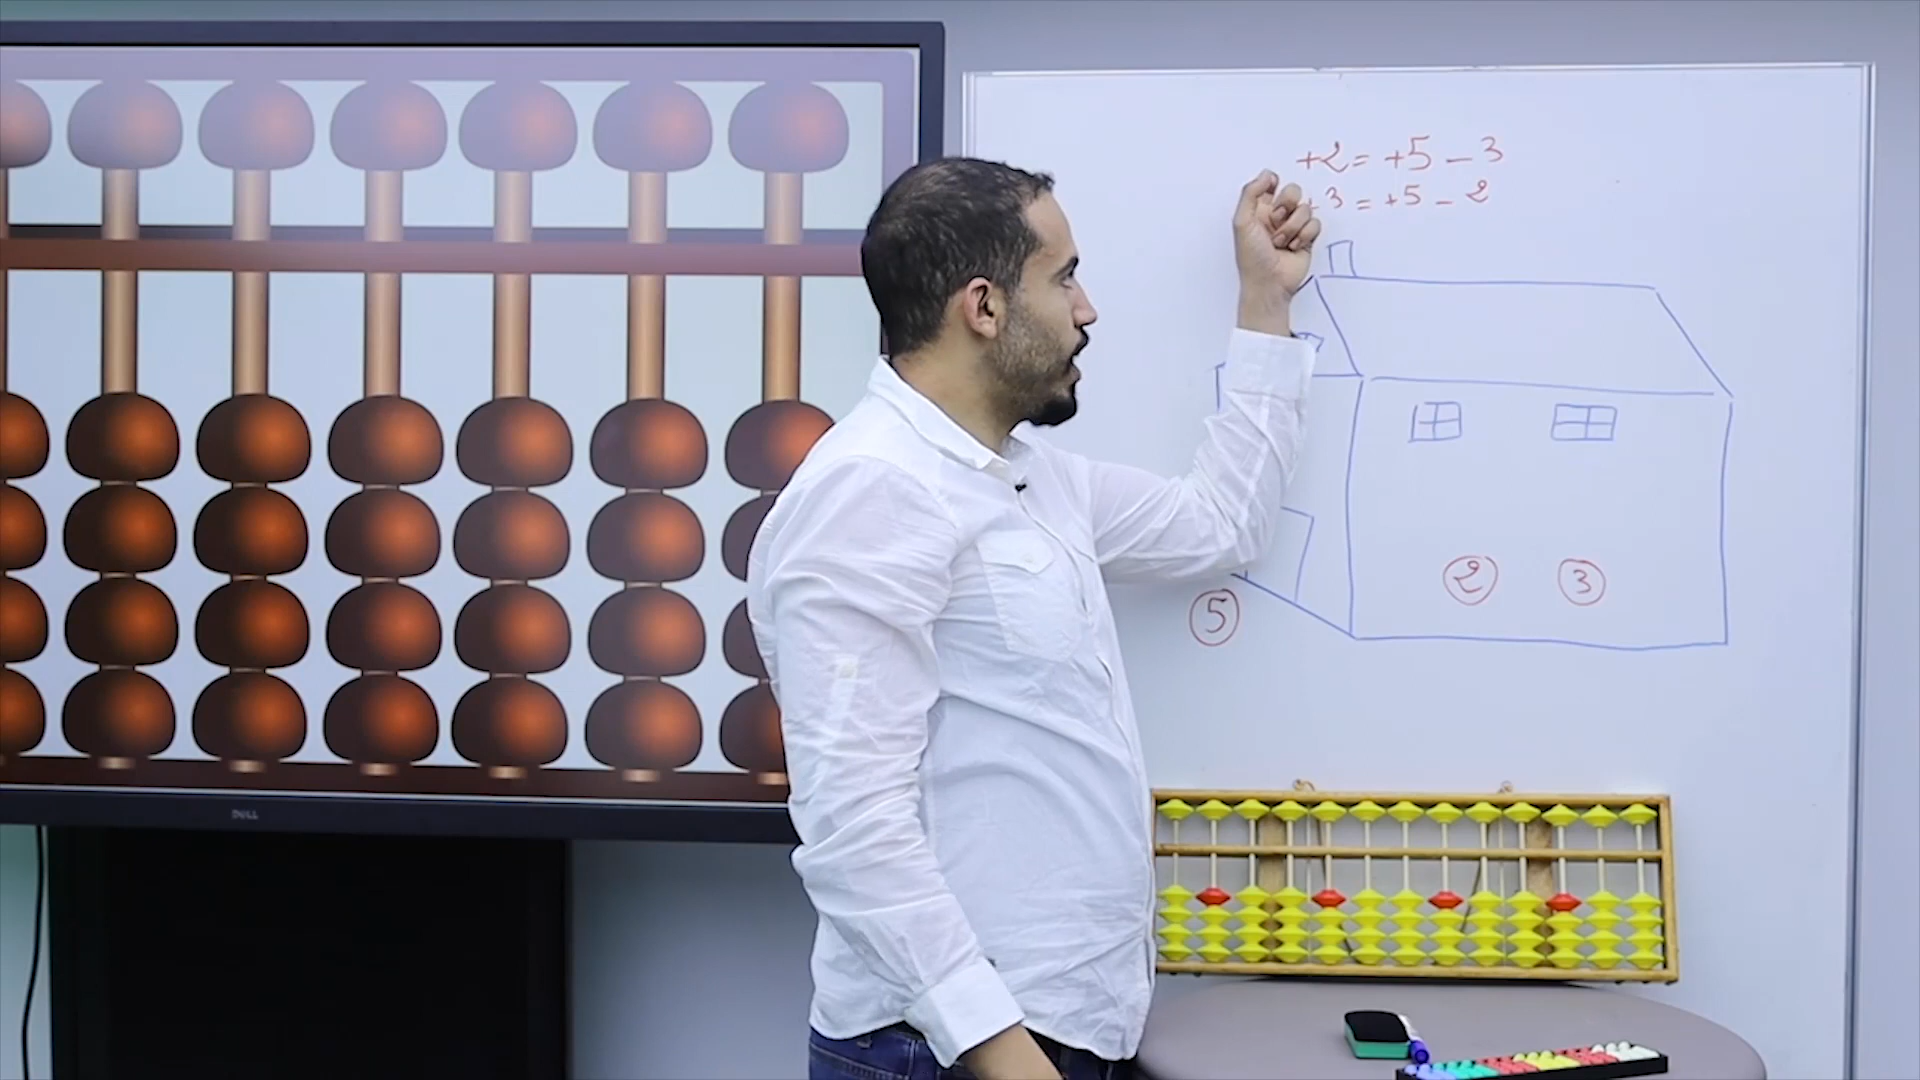 +2 = +5 - 3
+3 = +5 - 2
2 3
5
DELL